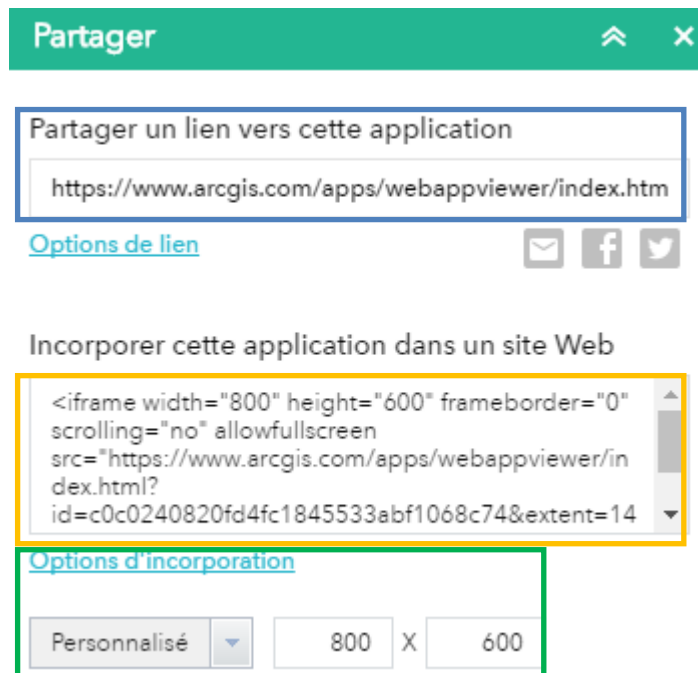 Partager
Partager un lien vers cette application
https://www.arcgis.com/apps/webappviewer/index.htm
Options de lien
Incorporer cette application dans un site Web
<iframe width="800" height="600" frameborder="0"
scrolling="no" allowfullscreen
src="https://www.arcgis.com/apps/webappviewer/in
dex.html?
id=c0c0240820fd4fc1845533abf1068c74&extent=14
Options d'incorporation
Personnalisé 800 X 600